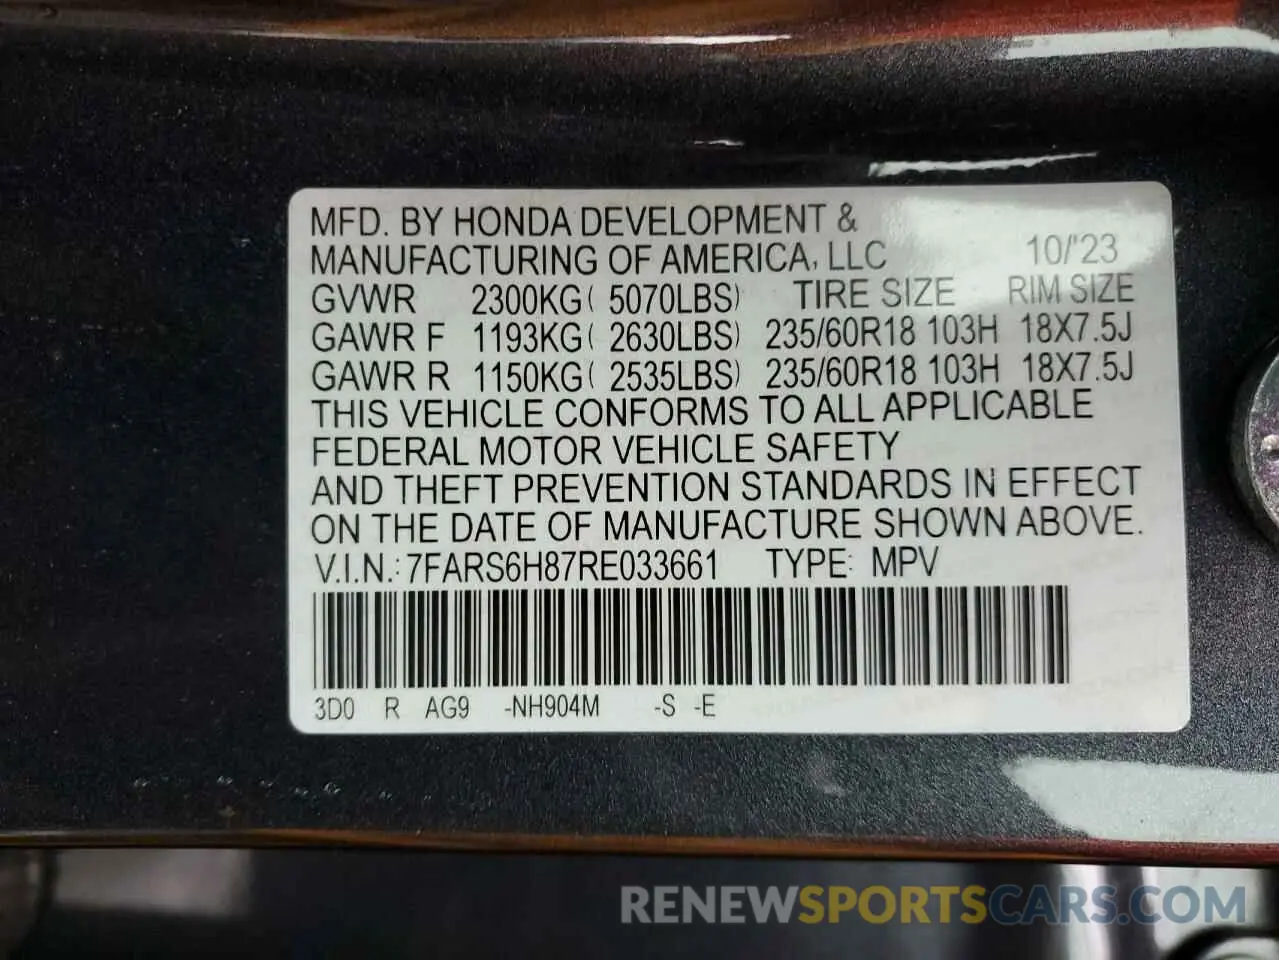 MFD. BY HONDA DEVELOPMENT &
MANUFACTURING OF AMERICA, LLC 10/'23
GVWR 2300KG( 5070LBS) TIRE SIZE RIM SIZE
GAWR F 1193KG( 2630LBS) 235/60R18 103H 18X7.5J
GAWR R 1150KG( 2535LBS) 235/60R18 103H 18X7.5J
THIS VEHICLE CONFORMS TO ALL APPLICABLE
FEDERAL MOTOR VEHICLE SAFETY
AND THEFT PREVENTION STANDARDS IN EFFECT
ON THE DATE OF MANUFACTURE SHOWN ABOVE.
V.I.N.: 7FARS6H87RE033661 TYPE: MPV
3D0 R AG9 -NH904M -S -E
RENEWSPORTSCARS.COM